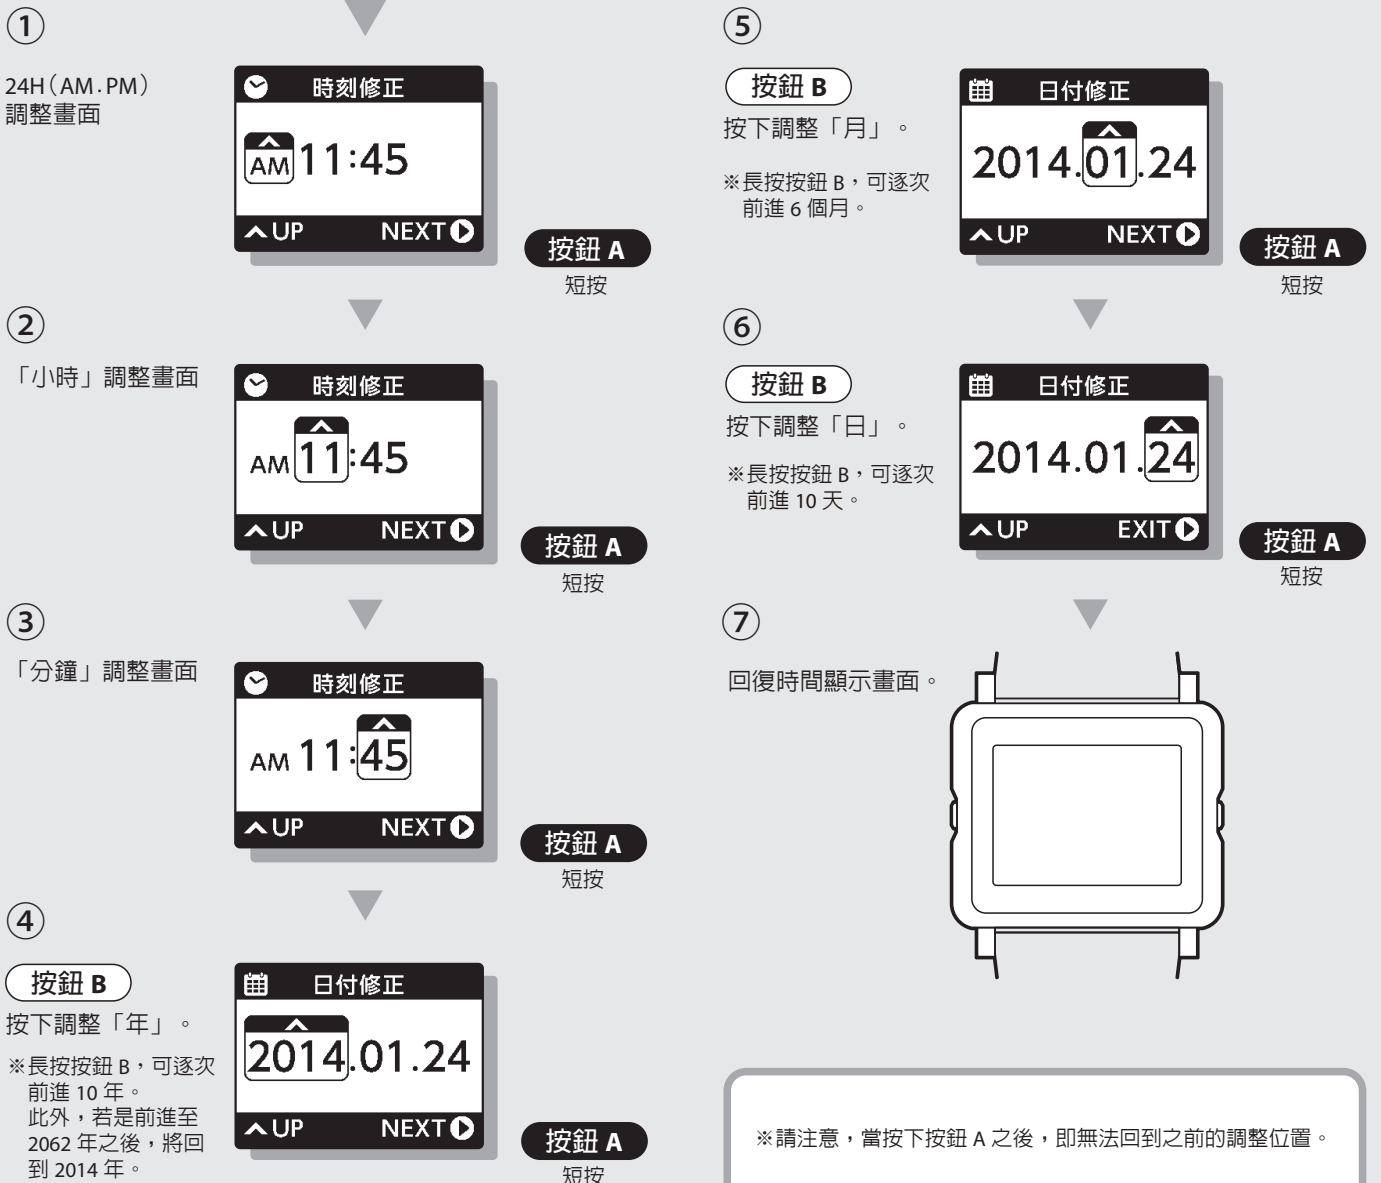 ①
24H(AM.PM)
調整畫面
時刻修正
AM 11:45
UP NEXT
按鈕 A
短按
②
「小時」調整畫面
時刻修正
AM 11:45
UP NEXT
按鈕 A
短按
③
「分鐘」調整畫面
時刻修正
AM 11:45
UP NEXT
按鈕 A
短按
④
按鈕 B
按下調整「年」。
※長按按鈕 B，可逐次
前進 10 年。
此外，若是前進至
2062 年之後，將回
到 2014 年。
日付修正
2014.01.24
UP NEXT
按鈕 A
短按
⑤
按鈕 B
按下調整「月」。
※長按按鈕 B，可逐次
前進 6 個月。
日付修正
2014.01.24
UP NEXT
按鈕 A
短按
⑥
按鈕 B
按下調整「日」。
※長按按鈕 B，可逐次
前進 10 天。
日付修正
2014.01.24
UP EXIT
按鈕 A
短按
⑦
回復時間顯示畫面。
※請注意，當按下按鈕 A 之後，即無法回到之前的調整位置。